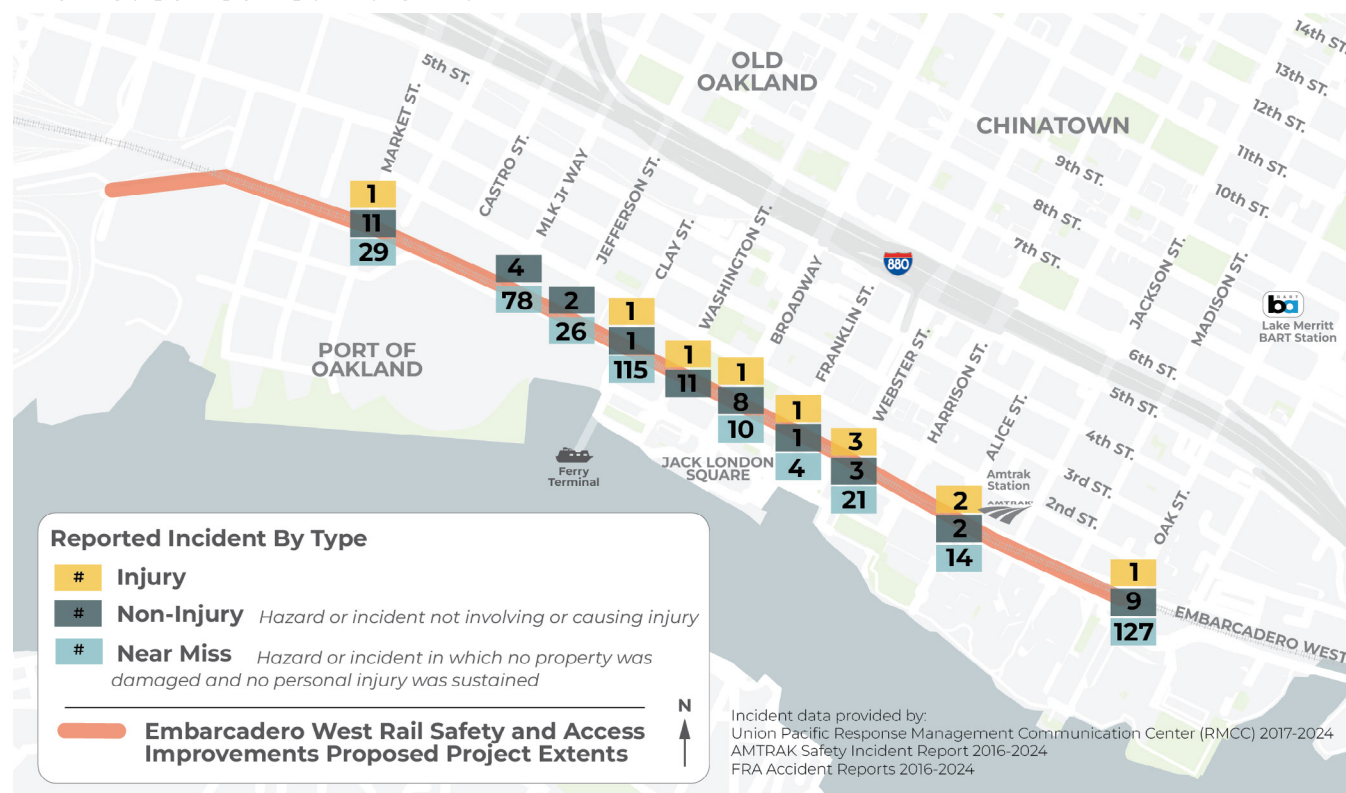 14th ST.
13th ST.
12th ST.
11th ST.
10th ST.
9th ST.
8th ST.
7th ST.
6th ST.
5th ST.
4th ST.
3rd ST.
2nd ST.
OLD
OAKLAND
CHINATOWN
5th ST.
MARKET ST.
CASTRO ST.
MLK Jr WAY
JEFFERSON ST.
CLAY ST.
WASHINGTON ST.
BROADWAY
FRANKLIN ST.
WEBSTER ST.
HARRISON ST.
ALICE ST.
JACKSON ST.
MADISON ST.
OAK ST.
880
BART
ba
Lake Merritt
BART Station
1
11
29
4
78
2
26
1
1
115
1
11
1
8
10
1
1
4
3
3
21
2
2
14
1
9
127
PORT OF
OAKLAND
Ferry
Terminal
JACK LONDON
SQUARE
Amtrak
Station
AMTRAK
EMBARCADERO WEST
Reported Incident By Type
# Injury
# Non-Injury Hazard or incident not involving or causing injury
# Near Miss Hazard or incident in which no property was
damaged and no personal injury was sustained
Embarcadero West Rail Safety and Access
Improvements Proposed Project Extents
N
Incident data provided by:
Union Pacific Response Management Communication Center (RMCC) 2017-2024
AMTRAK Safety Incident Report 2016-2024
FRA Accident Reports 2016-2024